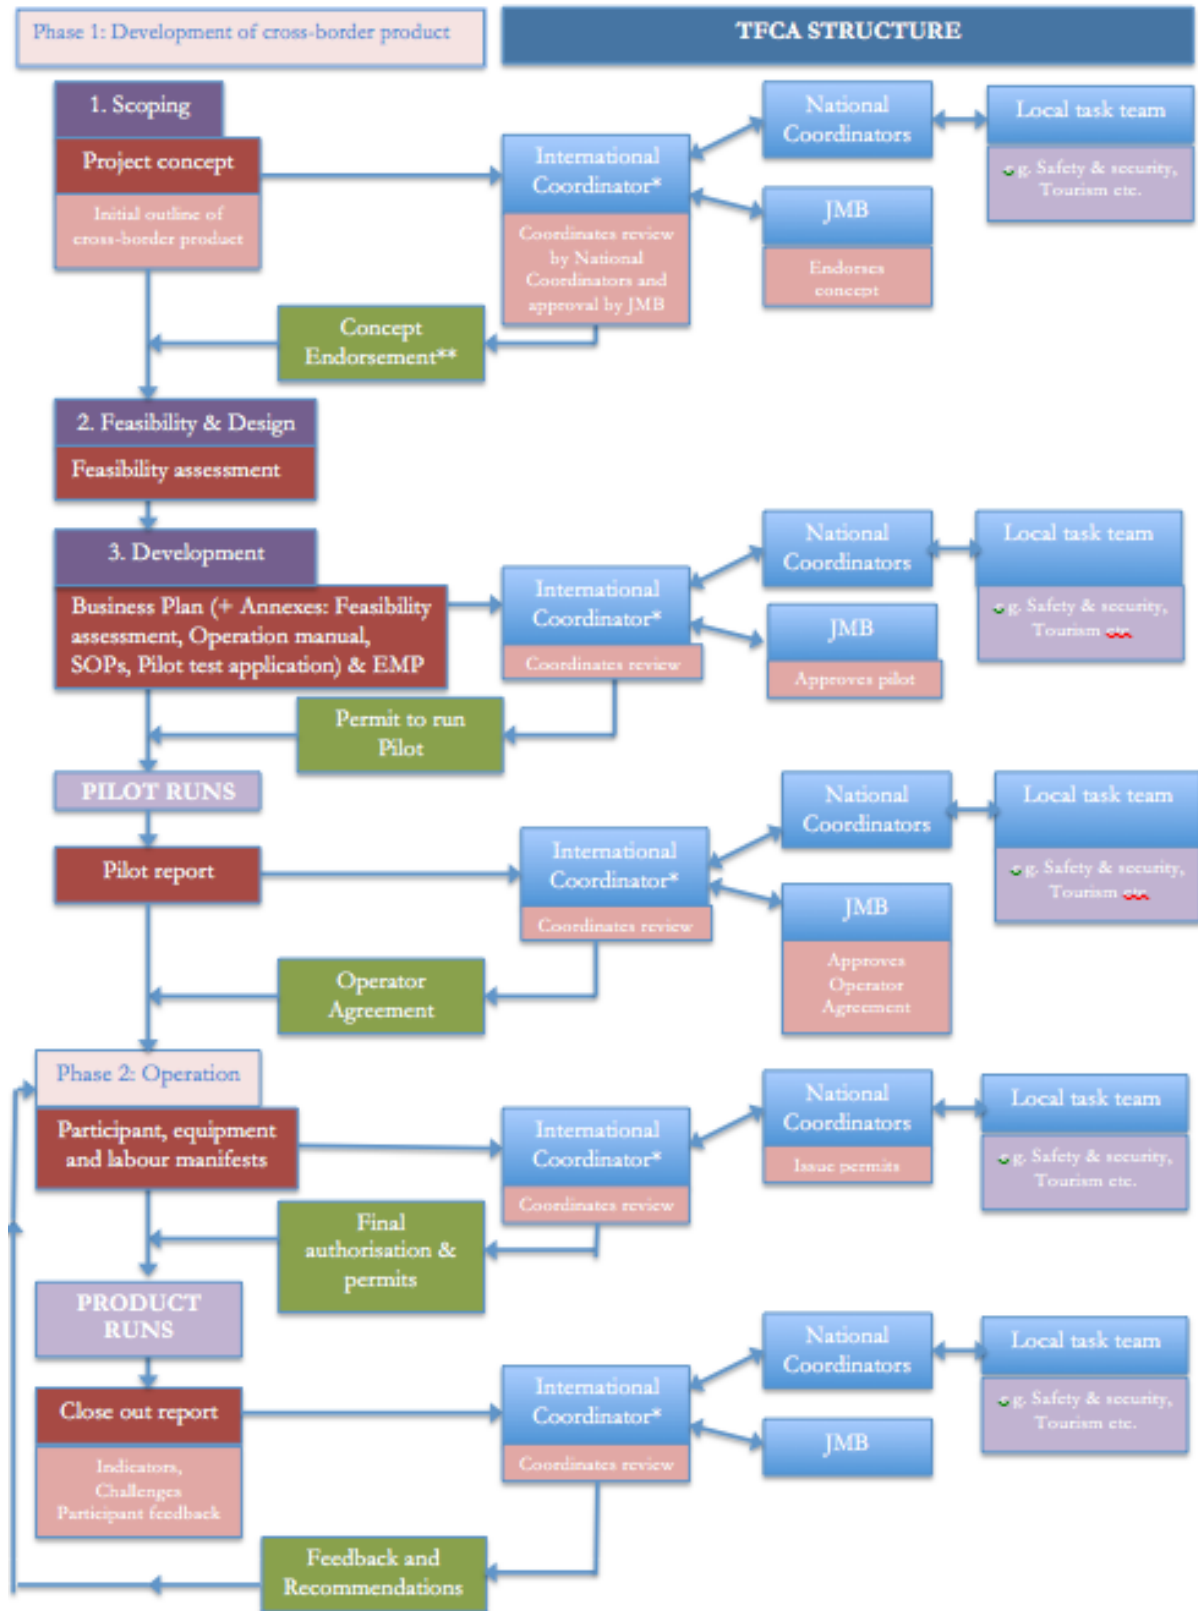 Phase 1: Development of cross-border product
TFCA STRUCTURE
1. Scoping
Project concept
Initial outline of
cross-border product
International
Coordinator*
Coordinates review
by National
Coordinators and
approval by JMB
National
Coordinators
Local task team
e.g. Safety & security,
Tourism etc.
JMB
Endorses
concept
Concept
Endorsement**
2. Feasibility & Design
Feasibility assessment
3. Development
Business Plan (+ Annexes: Feasibility
assessment, Operation manual,
SOPs, Pilot test application) & EMP
International
Coordinator*
Coordinates review
National
Coordinators
Local task team
e.g. Safety & security,
Tourism etc.
JMB
Approves pilot
Permit to run
Pilot
PILOT RUNS
Pilot report
International
Coordinator*
Coordinates review
National
Coordinators
Local task team
e.g. Safety & security,
Tourism etc.
JMB
Approves
Operator
Agreement
Operator
Agreement
Phase 2: Operation
Participant, equipment
and labour manifests
International
Coordinator*
Coordinates review
National
Coordinators
Issue permits
Local task team
e.g. Safety & security,
Tourism etc.
Final
authorisation &
permits
PRODUCT
RUNS
Close out report
Indicators,
Challenges
Participant feedback
International
Coordinator*
Coordinates review
National
Coordinators
Local task team
e.g. Safety & security,
Tourism etc.
JMB
Feedback and
Recommendations